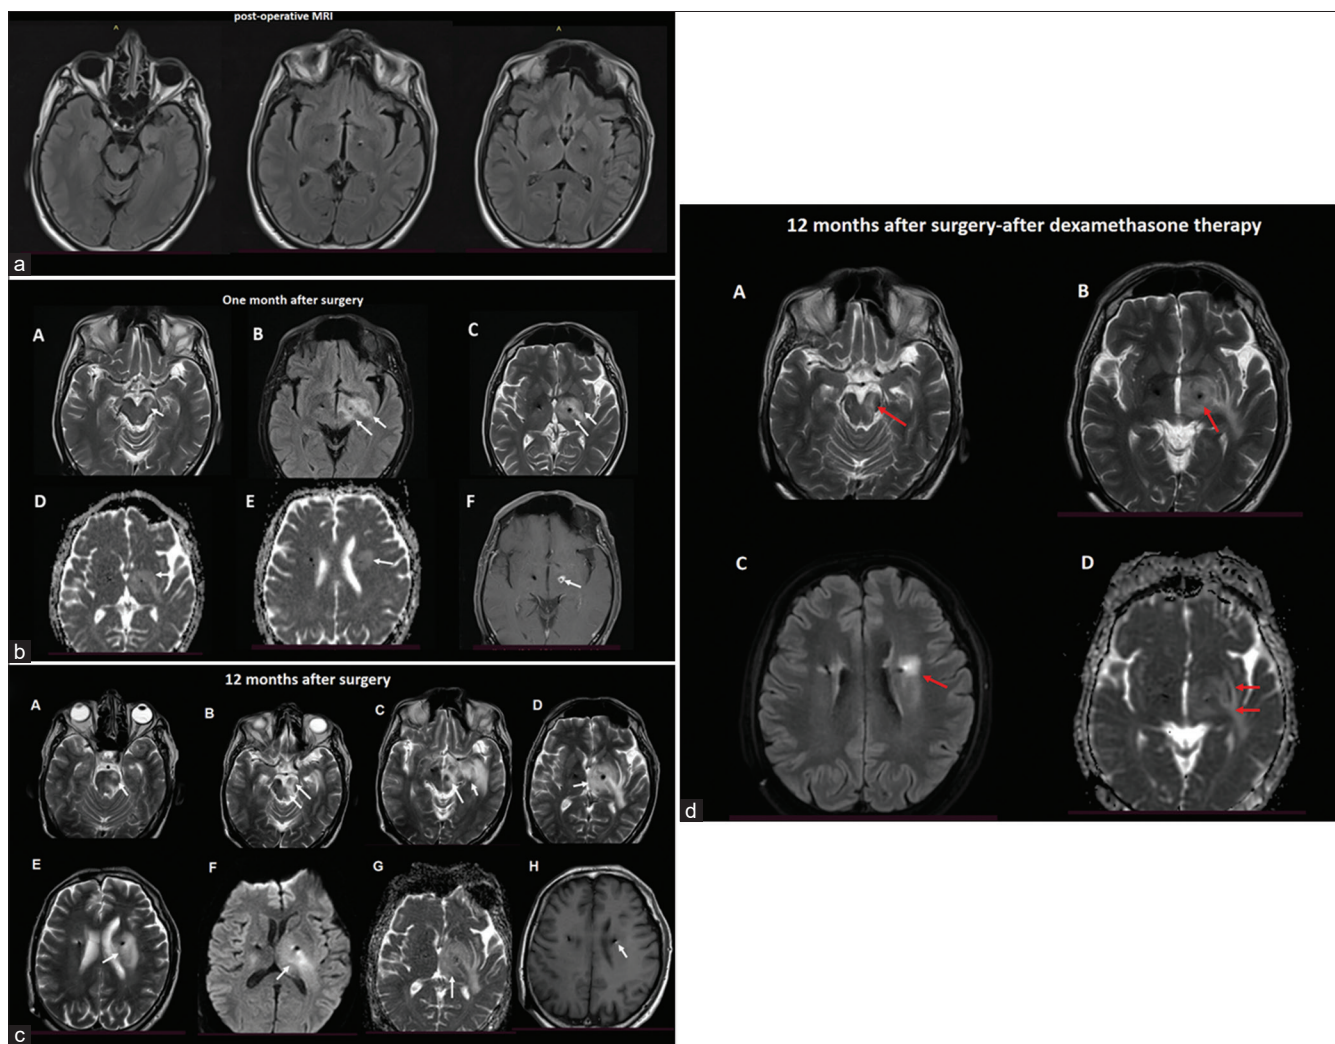 post-operative MRI
a
One month after surgery
A
B
C
D
E
F
b
12 months after surgery
A
B
C
D
E
F
G
H
c
12 months after surgery-after dexamethasone therapy
A
B
C
D
d